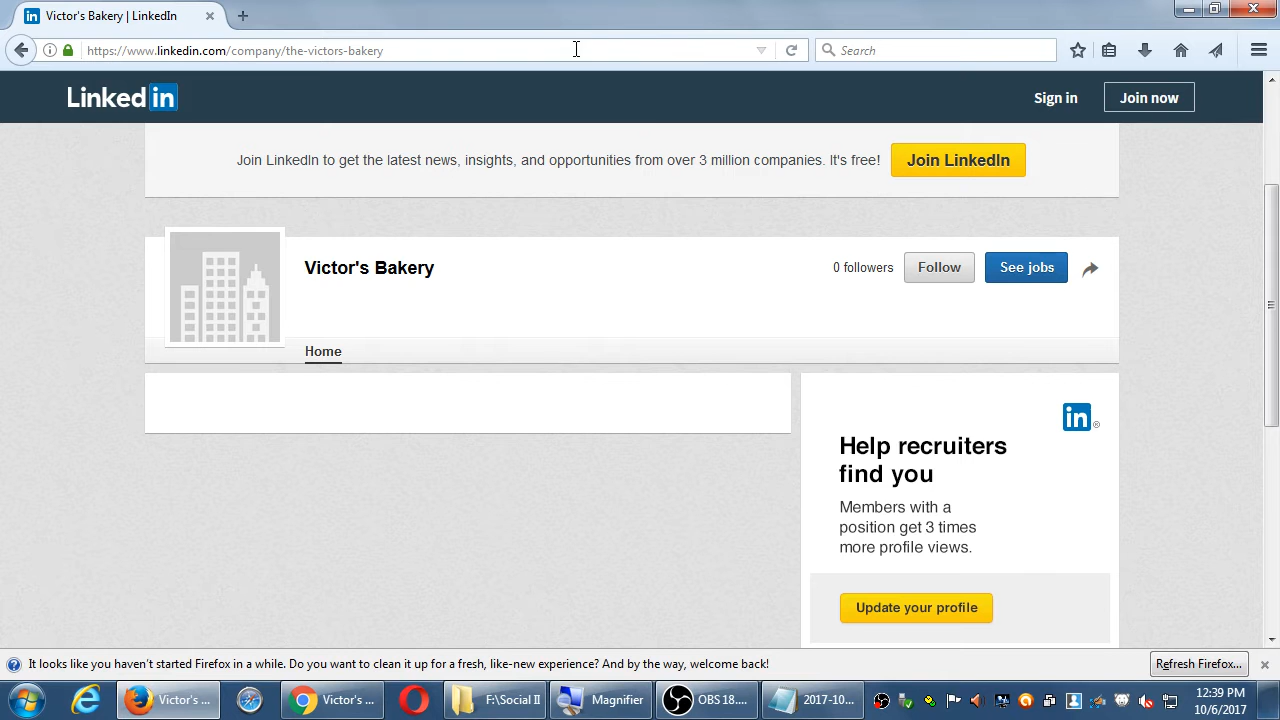 Victor's Bakery | LinkedIn
https://www.linkedin.com/company/the-victors-bakery
Search
Linked in
Sign in
Join now
Join LinkedIn to get the latest news, insights, and opportunities from over 3 million companies. It's free!
Join LinkedIn
Victor's Bakery
0 followers
Follow
See jobs
Home
in
Help recruiters
find you
Members with a
position get 3 times
more profile views.
Update your profile
It looks like you haven't started Firefox in a while. Do you want to clean it up for a fresh, like-new experience? And by the way, welcome back!
Refresh Firefox...
Victor's ...
Victor's ...
F:\Social II
Magnifier
OBS 18....
2017-10...
12:39 PM
10/6/2017